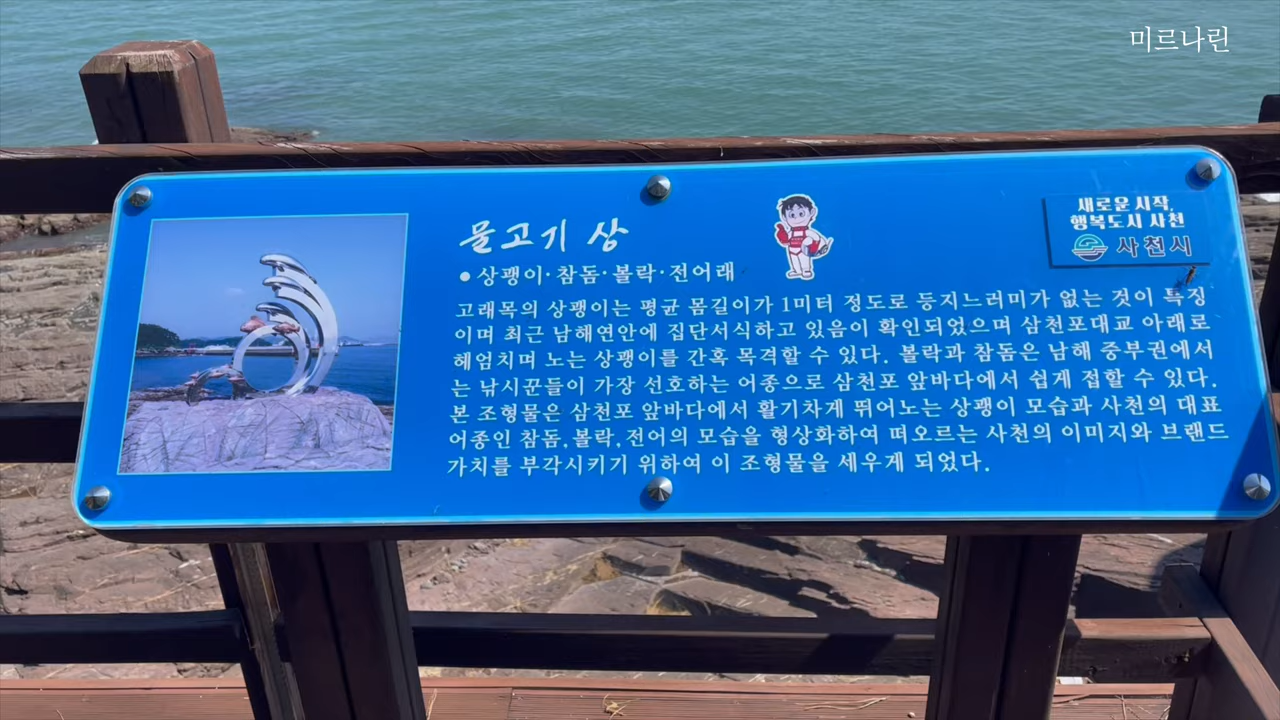 미르나린
물고기 상
새로운 시작,
행복도시 사천
사천시
● 상괭이·참돔·볼락·전어래
고래목의 상괭이는 평균 몸길이가 1미터 정도로 등지느러미가 없는 것이 특징
이며 최근 남해연안에 집단서식하고 있음이 확인되었으며 삼천포대교 아래로
헤엄치며 노는 상괭이를 간혹 목격할 수 있다. 볼락과 참돔은 남해 중부권에서
는 낚시꾼들이 가장 선호하는 어종으로 삼천포 앞바다에서 쉽게 접할 수 있다.
본 조형물은 삼천포 앞바다에서 활기차게 뛰어노는 상괭이 모습과 사천의 대표
어종인 참돔,볼락,전어의 모습을 형상화하여 떠오르는 사천의 이미지와 브랜드
가치를 부각시키기 위하여 이 조형물을 세우게 되었다.